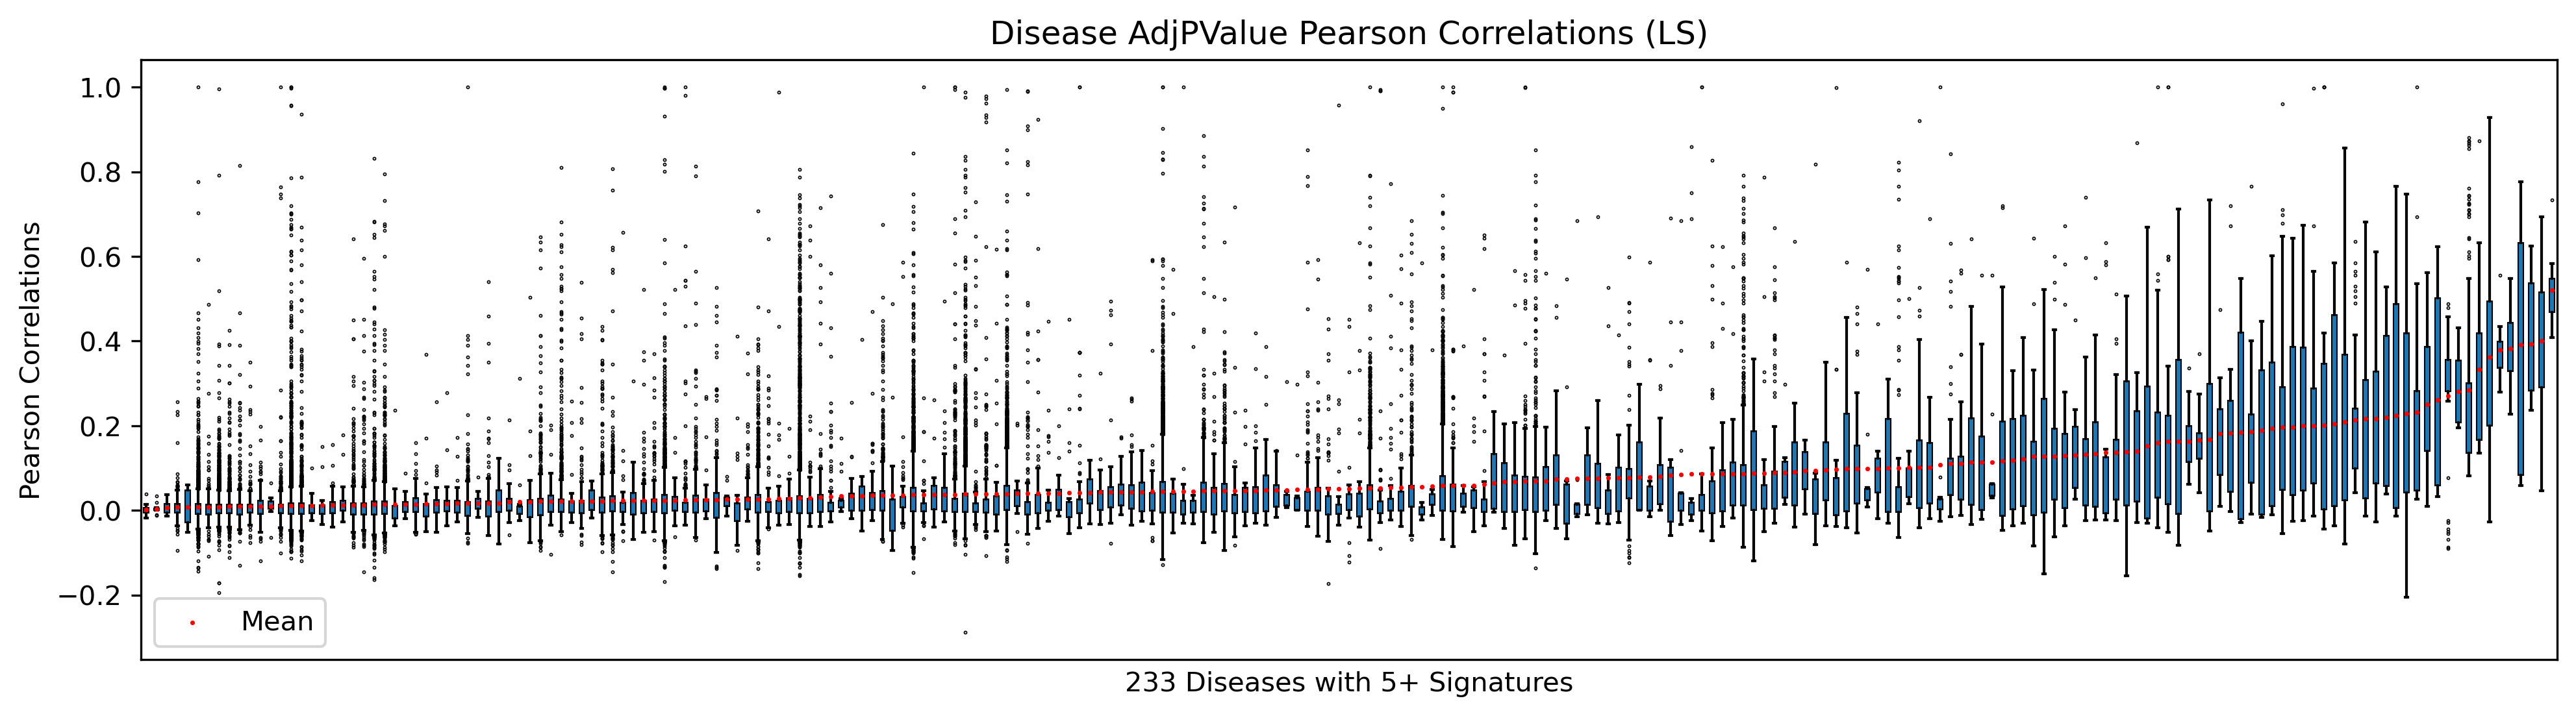 Disease AdjPValue Pearson Correlations (LS)
Pearson Correlations
1.0
0.8
0.6
0.4
0.2
0.0
−0.2
Mean
233 Diseases with 5+ Signatures